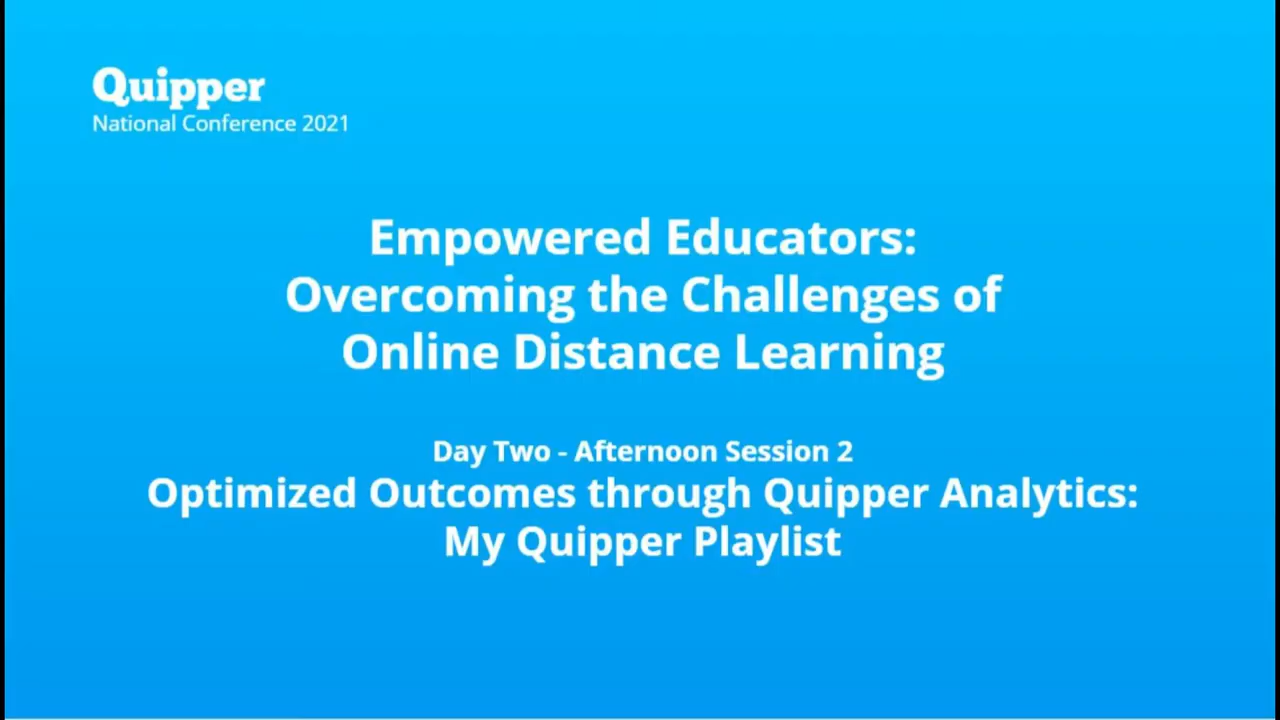 Quipper
National Conference 2021
Empowered Educators:
Overcoming the Challenges of
Online Distance Learning
Day Two - Afternoon Session 2
Optimized Outcomes through Quipper Analytics:
My Quipper Playlist